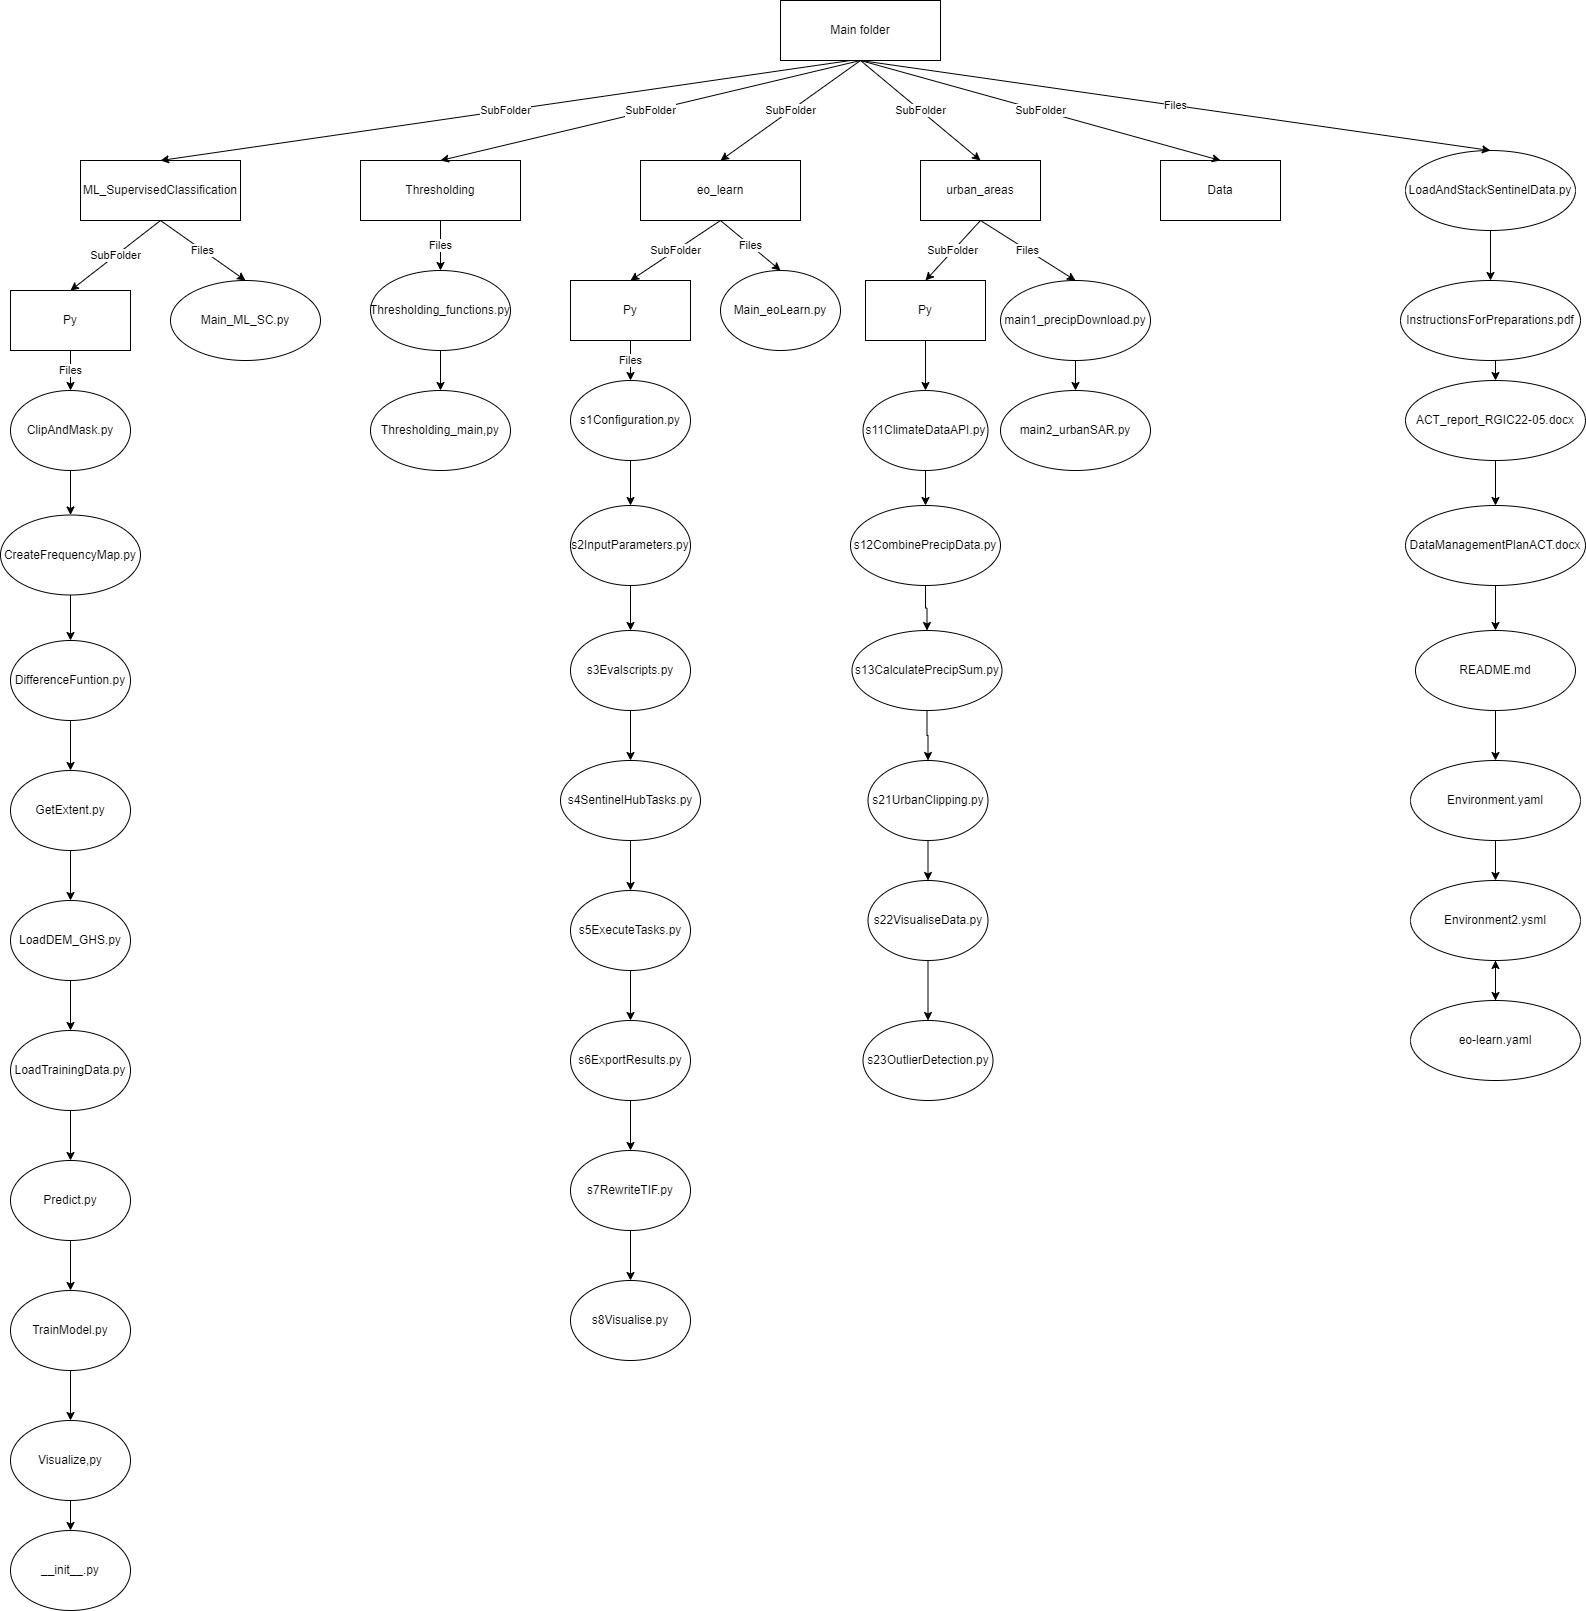 Main folder
SubFolder
SubFolder
SubFolder
SubFolder
SubFolder
Files
ML_SupervisedClassification
Thresholding
eo_learn
urban_areas
Data
LoadAndStackSentinelData.py
SubFolder
Files
Files
SubFolder
Files
SubFolder
Files
Py
Main_ML_SC.py
Thresholding_functions.py
Py
Main_eoLearn.py
Py
main1_precipDownload.py
InstructionsForPreparations.pdf
Files
Files
ClipAndMask.py
Thresholding_main,py
s1Configuration.py
s11ClimateDataAPI.py
main2_urbanSAR.py
ACT_report_RGIC22-05.docx
CreateFrequencyMap.py
s2InputParameters.py
s12CombinePrecipData.py
DataManagementPlanACT.docx
DifferenceFuntion.py
s3Evalscripts.py
s13CalculatePrecipSum.py
README.md
GetExtent.py
s4SentinelHubTasks.py
s21UrbanClipping.py
Environment.yaml
LoadDEM_GHS.py
s5ExecuteTasks.py
s22VisualiseData.py
Environment2.ysml
LoadTrainingData.py
s6ExportResults.py
s23OutlierDetection.py
eo-learn.yaml
Predict.py
s7RewriteTIF.py
TrainModel.py
s8Visualise.py
Visualize,py
__init__.py